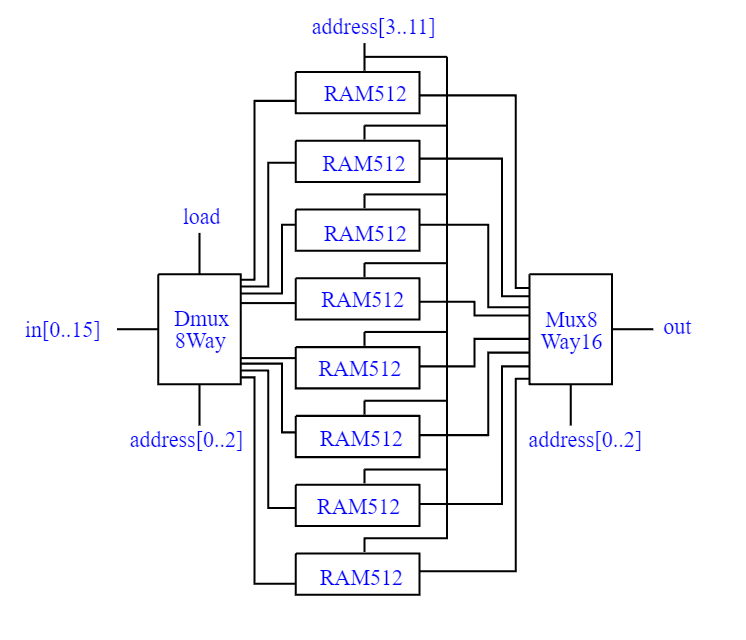 address[3..11]
RAM512
RAM512
load
RAM512
RAM512
in[0..15]
Dmux
8Way
Mux8
Way16
out
RAM512
address[0..2]
RAM512
address[0..2]
RAM512
RAM512